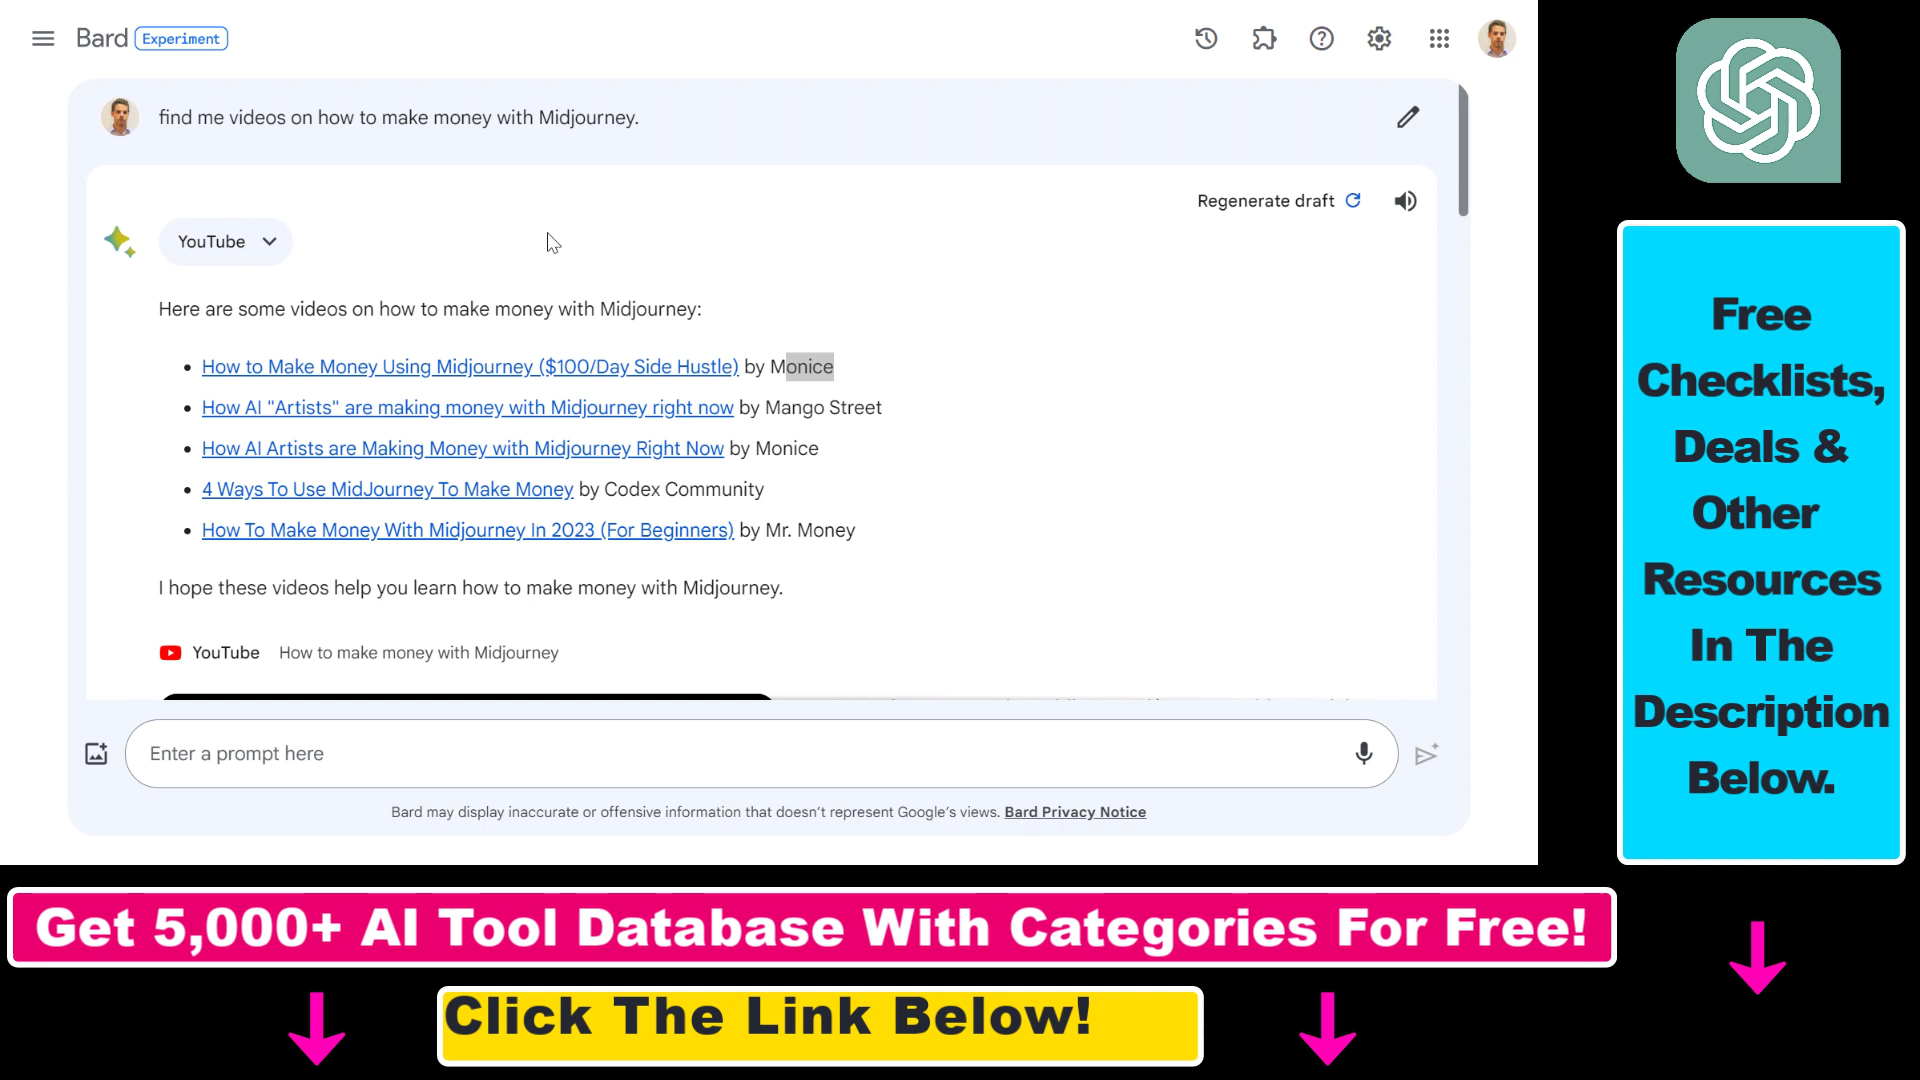 Bard Experiment
find me videos on how to make money with Midjourney.
Regenerate draft
YouTube
Here are some videos on how to make money with Midjourney:
• How to Make Money Using Midjourney ($100/Day Side Hustle) by Monice
• How AI "Artists" are making money with Midjourney right now by Mango Street
• How AI Artists are Making Money with Midjourney Right Now by Monice
• 4 Ways To Use MidJourney To Make Money by Codex Community
• How To Make Money With Midjourney In 2023 (For Beginners) by Mr. Money
I hope these videos help you learn how to make money with Midjourney.
YouTube How to make money with Midjourney
Enter a prompt here
Bard may display inaccurate or offensive information that doesn't represent Google's views. Bard Privacy Notice
Free
Checklists,
Deals &
Other
Resources
In The
Description
Below.
Get 5,000+ AI Tool Database With Categories For Free!
Click The Link Below!